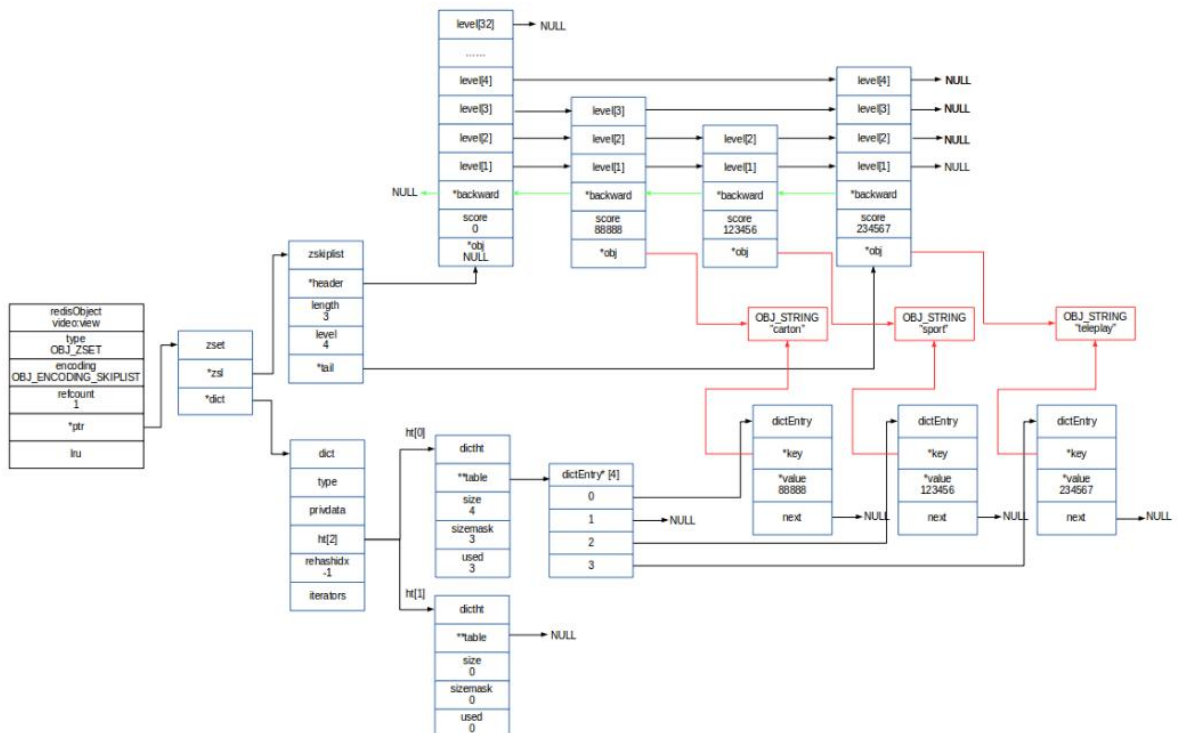 level[32]
NULL
......
level[4]
level[4]
NULL
level[3]
level[3]
level[3]
NULL
level[2]
level[2]
level[2]
level[2]
NULL
level[1]
level[1]
level[1]
level[1]
NULL
NULL
*backward
*backward
*backward
*backward
score
0
score
88888
score
123456
score
234567
*obj
NULL
*obj
*obj
*obj
zskiplist
*header
length
3
level
4
*tail
redisObject
video:view
type
OBJ_ZSET
encoding
OBJ_ENCODING_SKIPLIST
refcount
1
*ptr
lru
zset
*zsl
*dict
OBJ_STRING
"carton"
OBJ_STRING
"sport"
OBJ_STRING
"teleplay"
dict
type
privdata
ht[2]
rehashidx
-1
iterators
ht[0]
dictht
**table
size
4
sizemask
3
used
3
dictEntry* [4]
0
1
NULL
2
3
dictEntry
*key
*value
88888
next
NULL
dictEntry
*key
*value
123456
next
NULL
dictEntry
*key
*value
234567
next
NULL
ht[1]
dictht
**table
NULL
size
0
sizemask
0
used
0